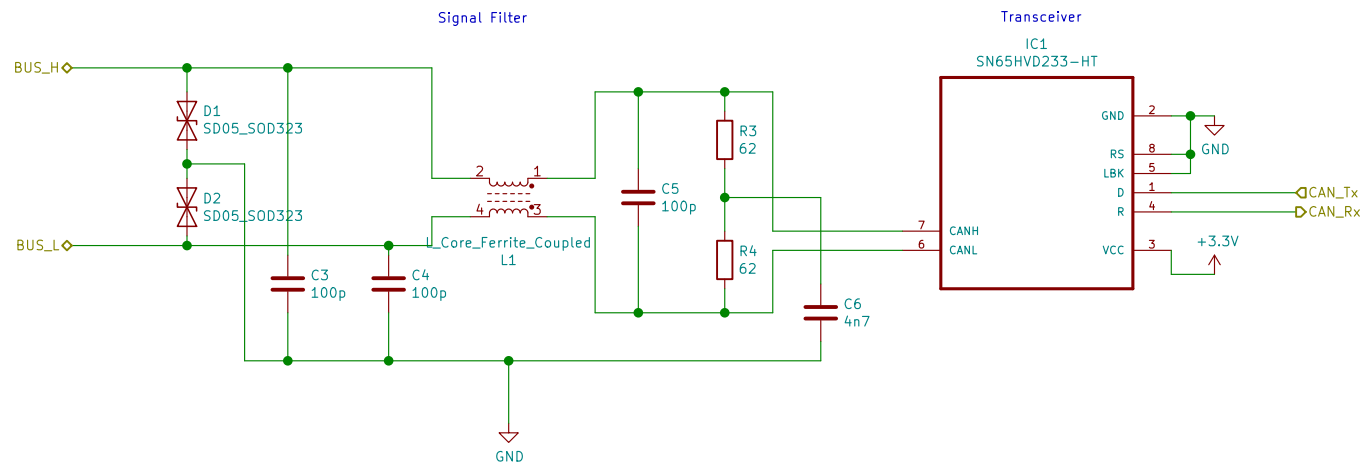 Signal Filter
Transceiver
IC1
SN65HVD233-HT
BUS_H
D1
SD05_SOD323
D2
SD05_SOD323
BUS_L
2
1
4
3
L_Core_Ferrite_Coupled
L1
C3
100p
C4
100p
C5
100p
R3
62
R4
62
C6
4n7
7
CANH
6
CANL
GND
2
RS
8
LBK
5
D
1
R
4
VCC
3
GND
CAN_Tx
CAN_Rx
+3.3V
GND